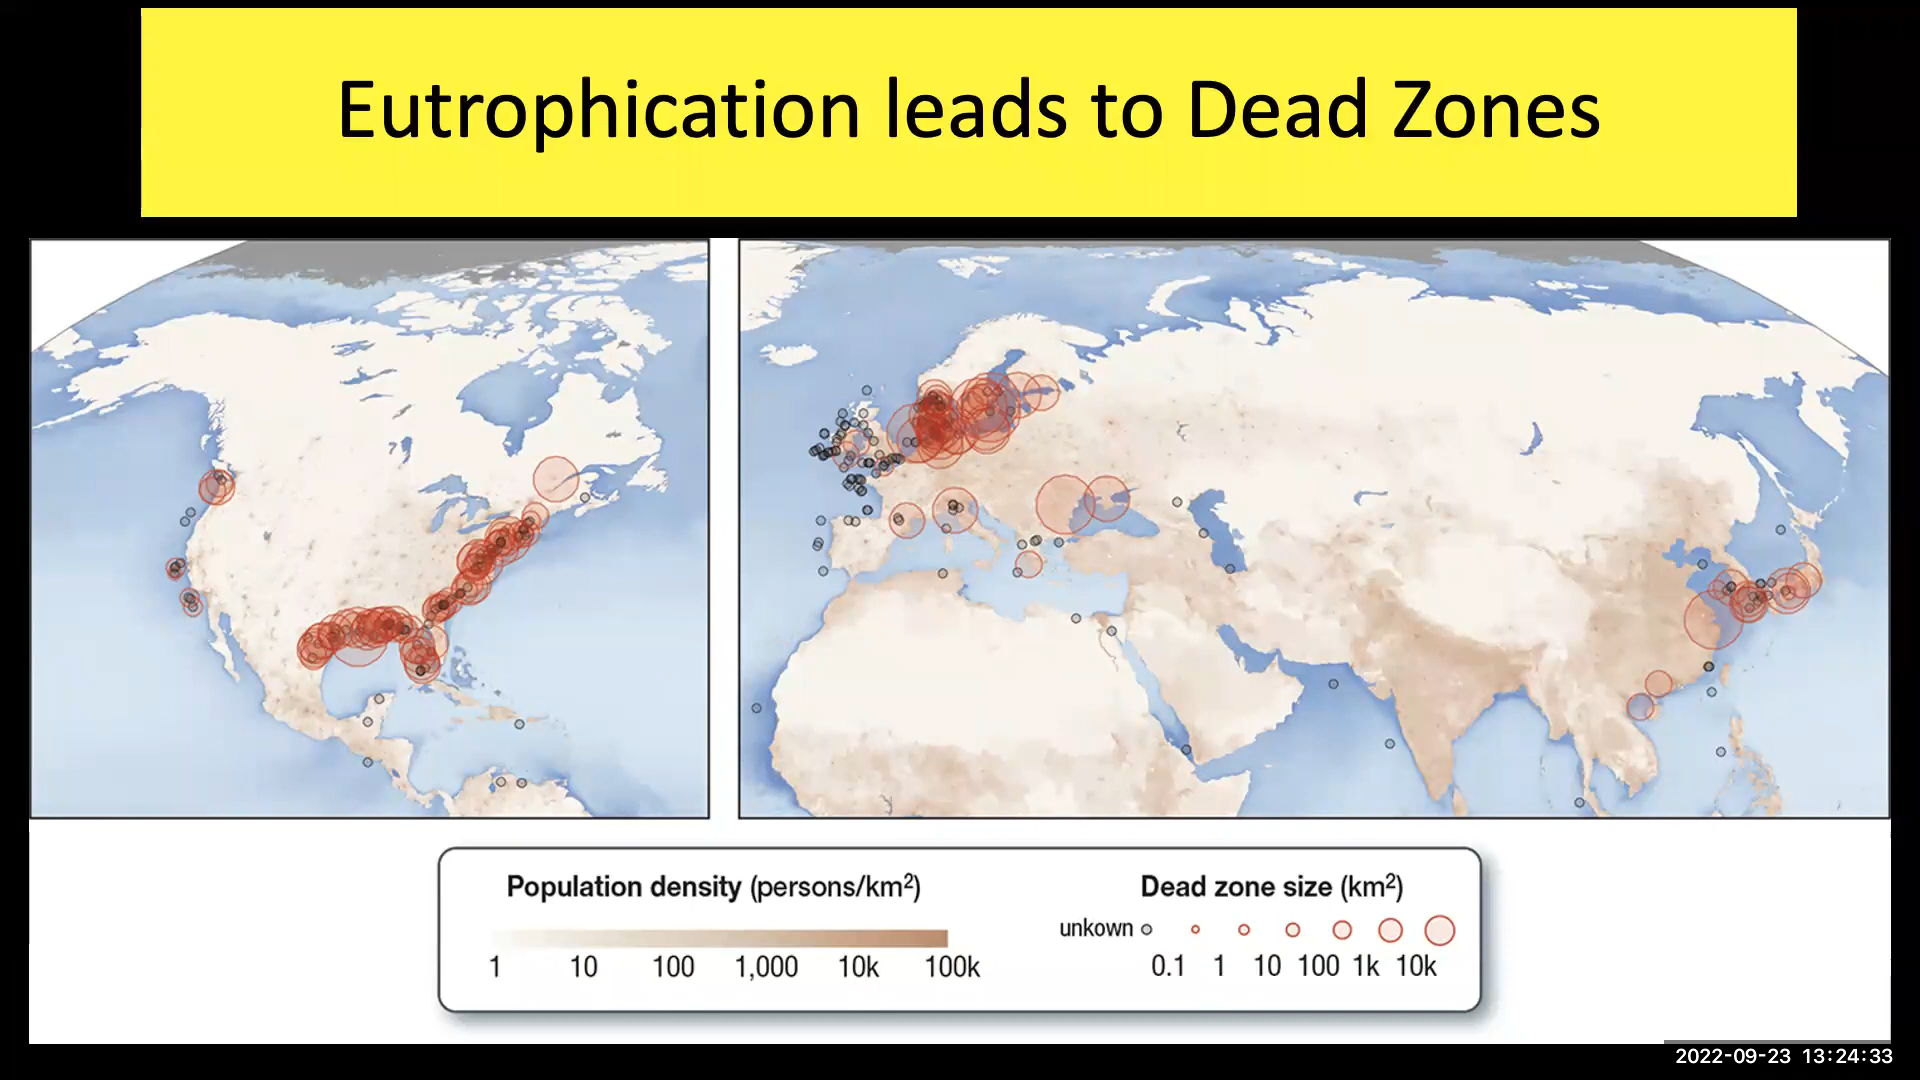 Eutrophication leads to Dead Zones
Population density (persons/km²)
1 10 100 1,000 10k 100k
Dead zone size (km²)
unkown
0.1 1 10 100 1k 10k
2022-09-23 13:24:33